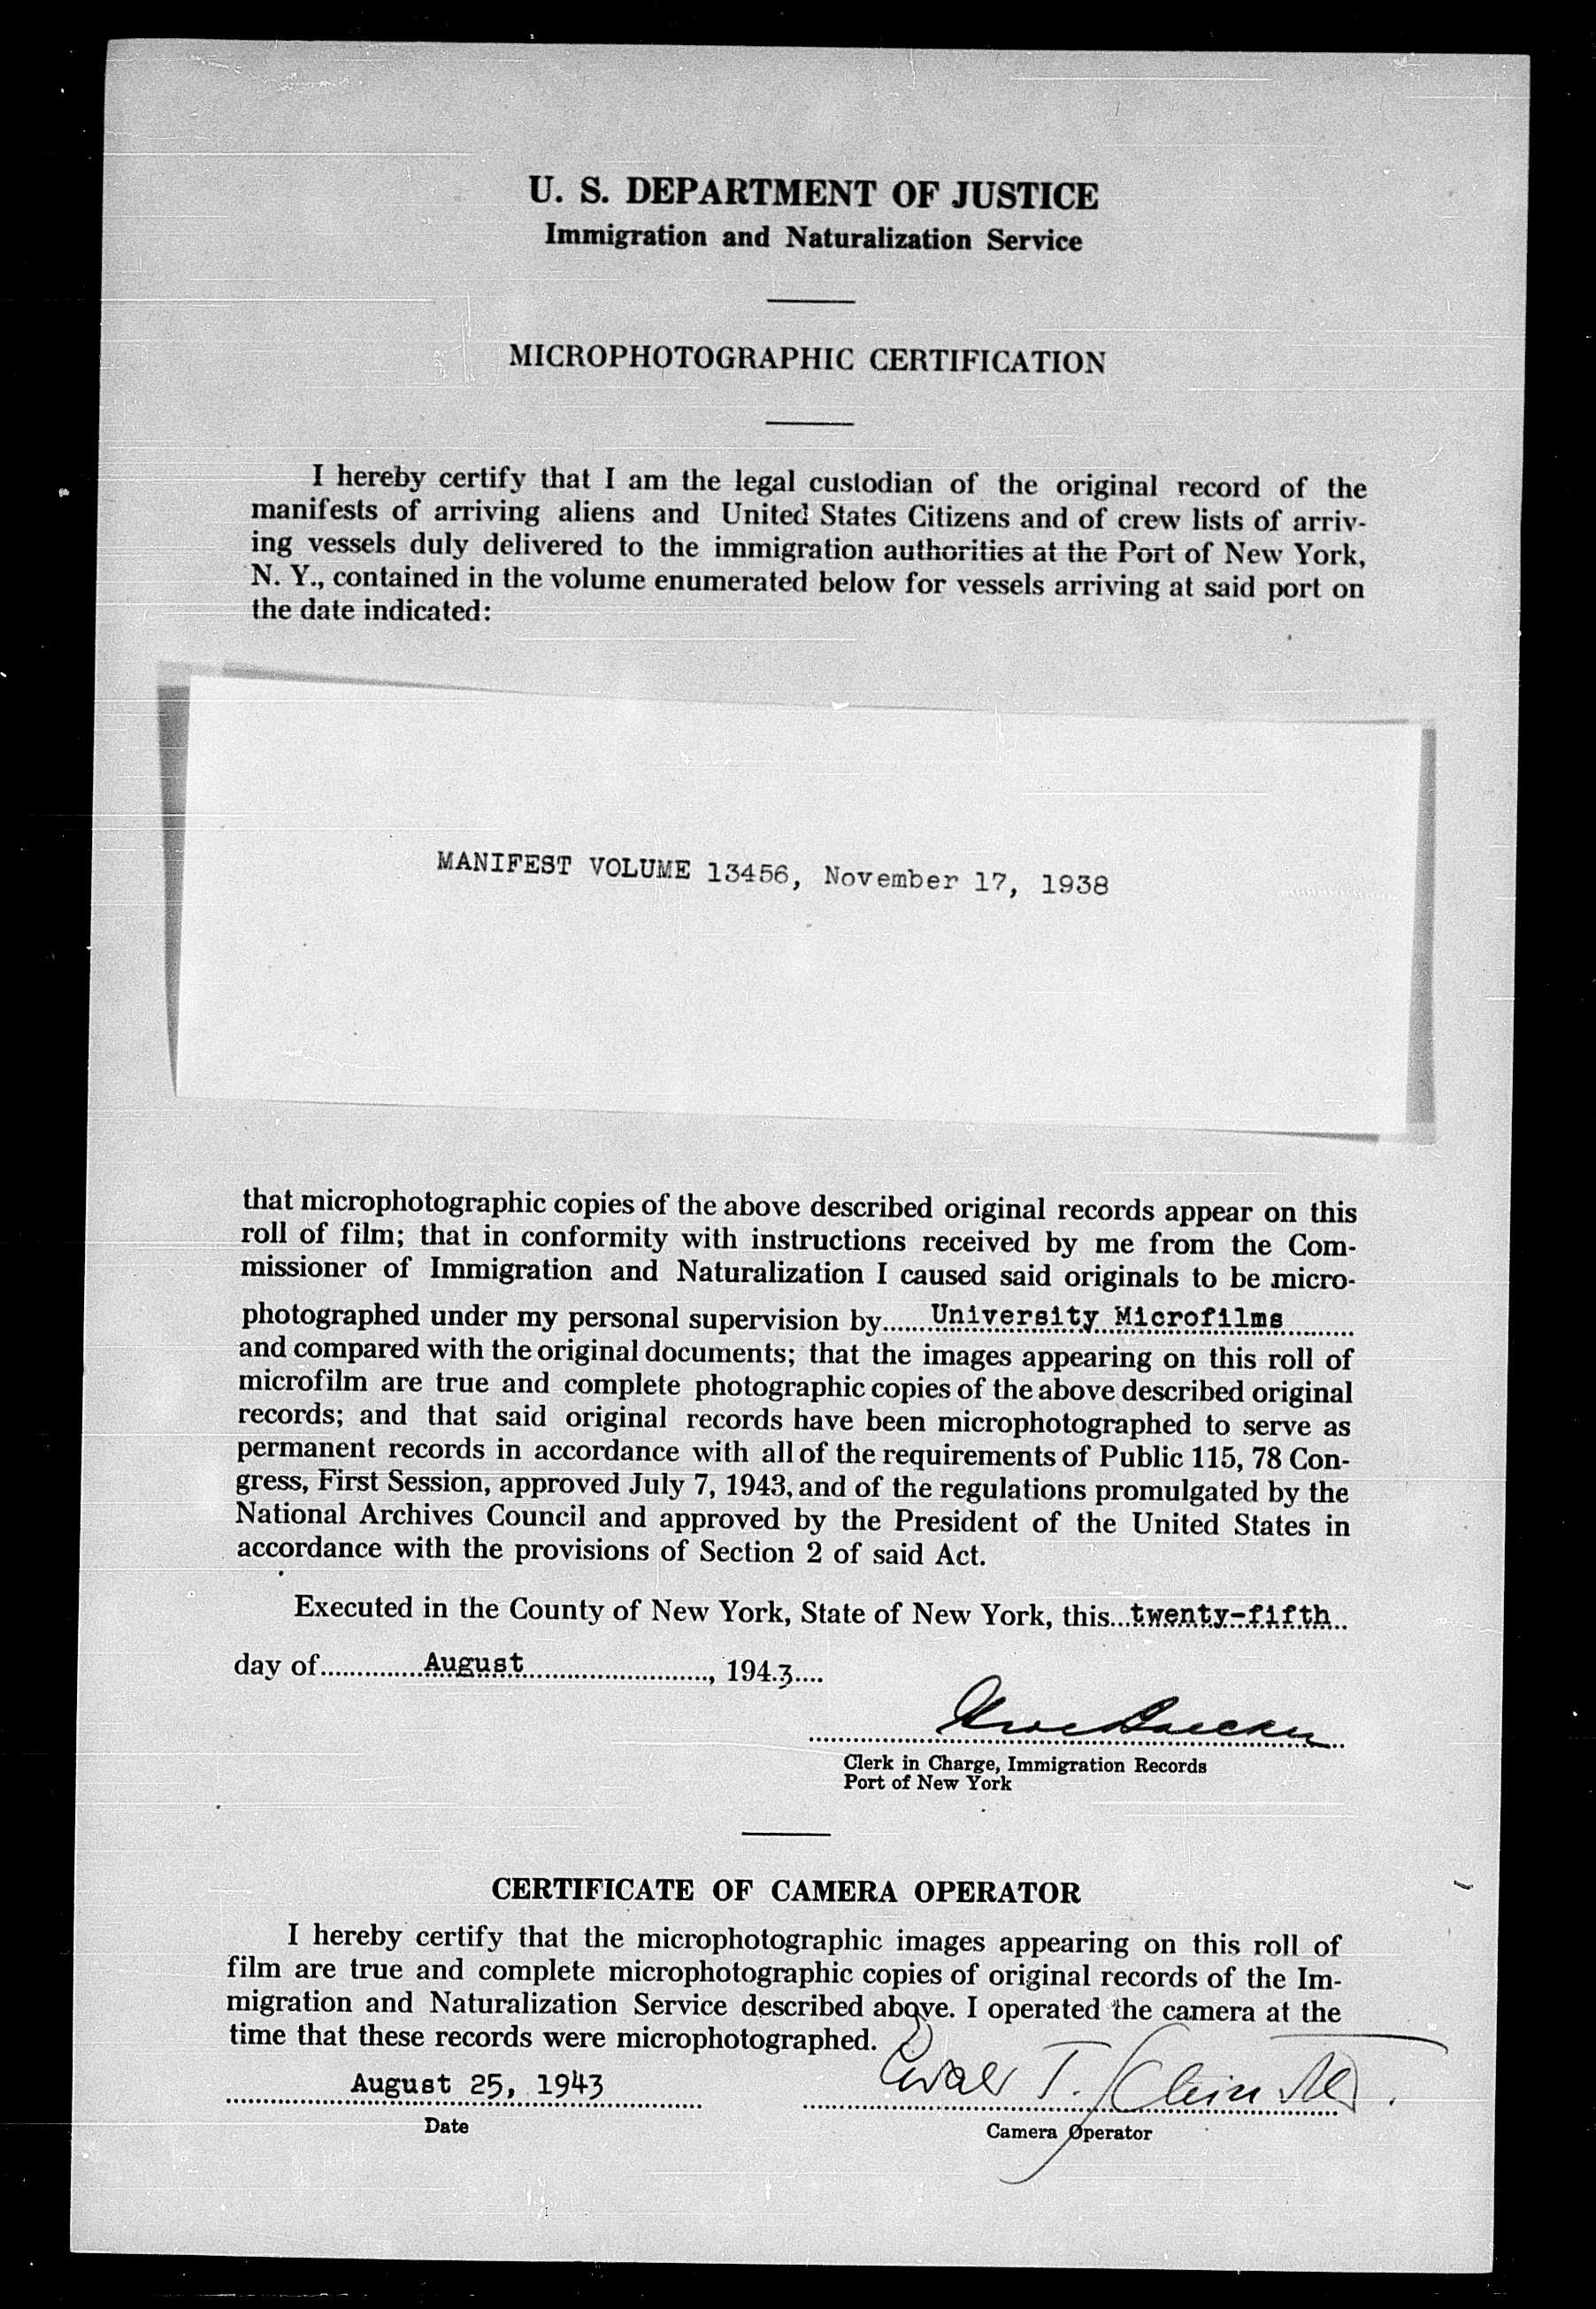 U. S. DEPARTMENT OF JUSTICE
Immigration and Naturalization Service
MICROPHOTOGRAPHIC CERTIFICATION
I hereby certify that I am the legal custodian of the original record of the
manifests of arriving aliens and United States Citizens and of crew lists of arriv-
ing vessels duly delivered to the immigration authorities at the Port of New York,
N. Y., contained in the volume enumerated below for vessels arriving at said port on
the date indicated:
MANIFEST VOLUME 13456, November 17, 1938
that microphotographic copies of the above described original records appear on this
roll of film; that in conformity with instructions received by me from the Com-
missioner of Immigration and Naturalization I caused said originals to be micro-
photographed under my personal supervision by......University Microfilms
and compared with the original documents; that the images appearing on this roll of
microfilm are true and complete photographic copies of the above described original
records; and that said original records have been microphotographed to serve as
permanent records in accordance with all of the requirements of Public 115, 78 Con-
gress, First Session, approved July 7, 1943, and of the regulations promulgated by the
National Archives Council and approved by the President of the United States in
accordance with the provisions of Section 2 of said Act.
Executed in the County of New York, State of New York, this...twenty-fifth..
day of.............August........................, 194.3....
Clerk in Charge, Immigration Records
Port of New York
CERTIFICATE OF CAMERA OPERATOR
I hereby certify that the microphotographic images appearing on this roll of
film are true and complete microphotographic copies of original records of the Im-
migration and Naturalization Service described above. I operated the camera at the
time that these records were microphotographed.
August 25, 1943
Date
Camera Operator